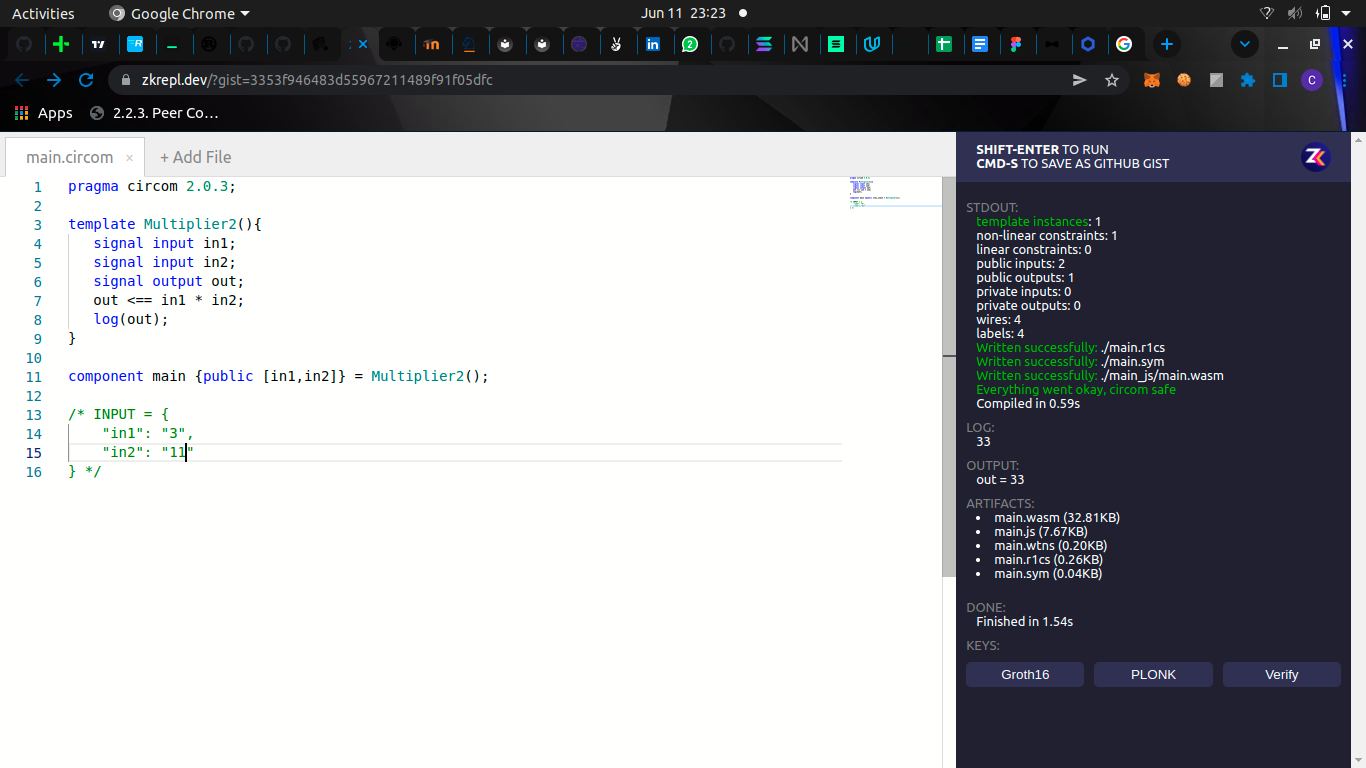 Activities
Google Chrome
Jun 11 23:23
zkrepl.dev/?gist=3353f946483d55967211489f91f05dfc
Apps
2.2.3. Peer Co…
main.circom ×
+ Add File
1 pragma circom 2.0.3;
2
3 template Multiplier2(){
4 signal input in1;
5 signal input in2;
6 signal output out;
7 out <== in1 * in2;
8 log(out);
9 }
10
11 component main {public [in1,in2]} = Multiplier2();
12
13 /* INPUT = {
14 "in1": "3",
15 "in2": "11"
16 } */
SHIFT-ENTER TO RUN
CMD-S TO SAVE AS GITHUB GIST
STDOUT:
template instances: 1
non-linear constraints: 1
linear constraints: 0
public inputs: 2
public outputs: 1
private inputs: 0
private outputs: 0
wires: 4
labels: 4
Written successfully: ./main.r1cs
Written successfully: ./main.sym
Written successfully: ./main_js/main.wasm
Everything went okay, circom safe
Compiled in 0.59s
LOG:
33
OUTPUT:
out = 33
ARTIFACTS:
• main.wasm (32.81KB)
• main.js (7.67KB)
• main.wtns (0.20KB)
• main.r1cs (0.26KB)
• main.sym (0.04KB)
DONE:
Finished in 1.54s
KEYS:
Groth16
PLONK
Verify